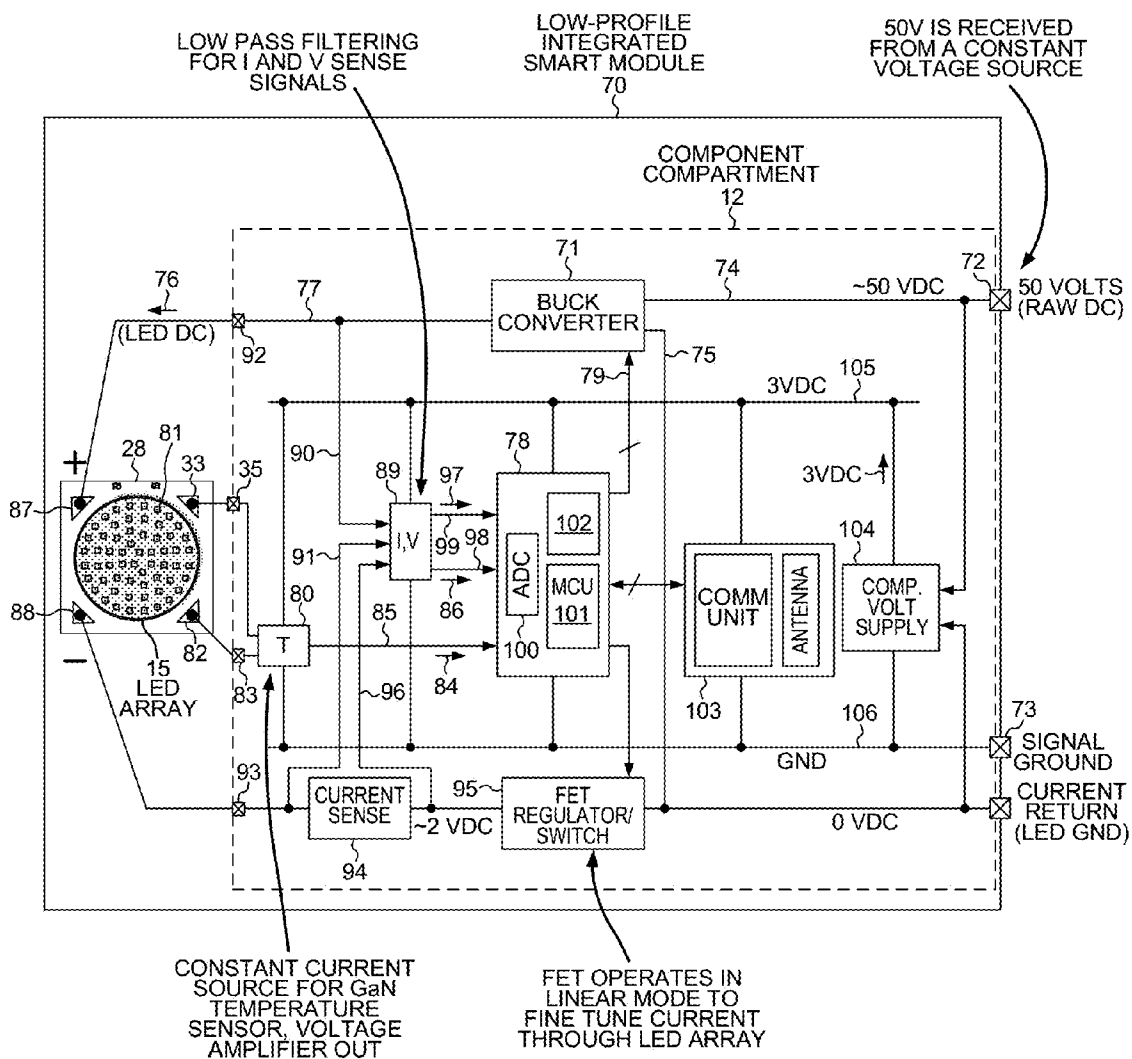 LOW PASS FILTERING
FOR I AND V SENSE
SIGNALS
LOW-PROFILE
INTEGRATED
SMART MODULE
70
50V IS RECEIVED
FROM A CONSTANT
VOLTAGE SOURCE
COMPONENT
COMPARTMENT
12
71
BUCK
CONVERTER
74
~50 VDC
72
50 VOLTS
(RAW DC)
76
(LED DC)
77
92
75
79
3VDC
105
90
+
28
81
33
35
87
89
97
78
I,V
99
102
3VDC
91
98
ADC
104
80
MCU
101
COMM
UNIT
ANTENNA
COMP.
VOLT
SUPPLY
88
85
86
T
100
82
84
–
83
15
LED
ARRAY
96
103
106
73
SIGNAL
GROUND
GND
93
95
CURRENT
SENSE
~2 VDC
FET
REGULATOR/
SWITCH
0 VDC
CURRENT
RETURN
(LED GND)
94
CONSTANT CURRENT
SOURCE FOR GaN
TEMPERATURE
SENSOR, VOLTAGE
AMPLIFIER OUT
FET OPERATES IN
LINEAR MODE TO
FINE TUNE CURRENT
THROUGH LED ARRAY